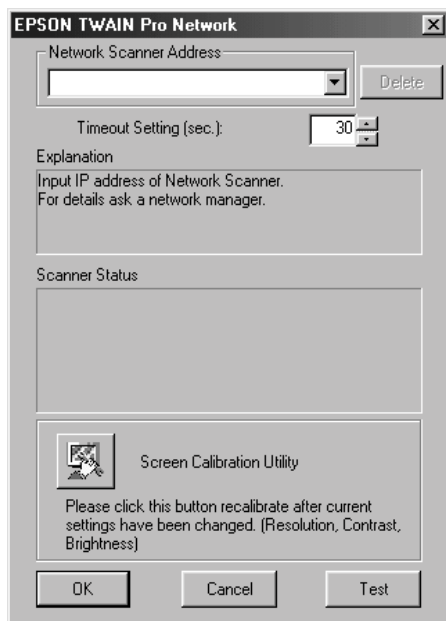 EPSON TWAIN Pro Network
Network Scanner Address
Delete
Timeout Setting (sec.): 30
Explanation
Input IP address of Network Scanner.
For details ask a network manager.
Scanner Status
Screen Calibration Utility
Please click this button recalibrate after current
settings have been changed. (Resolution, Contrast,
Brightness)
OK Cancel Test